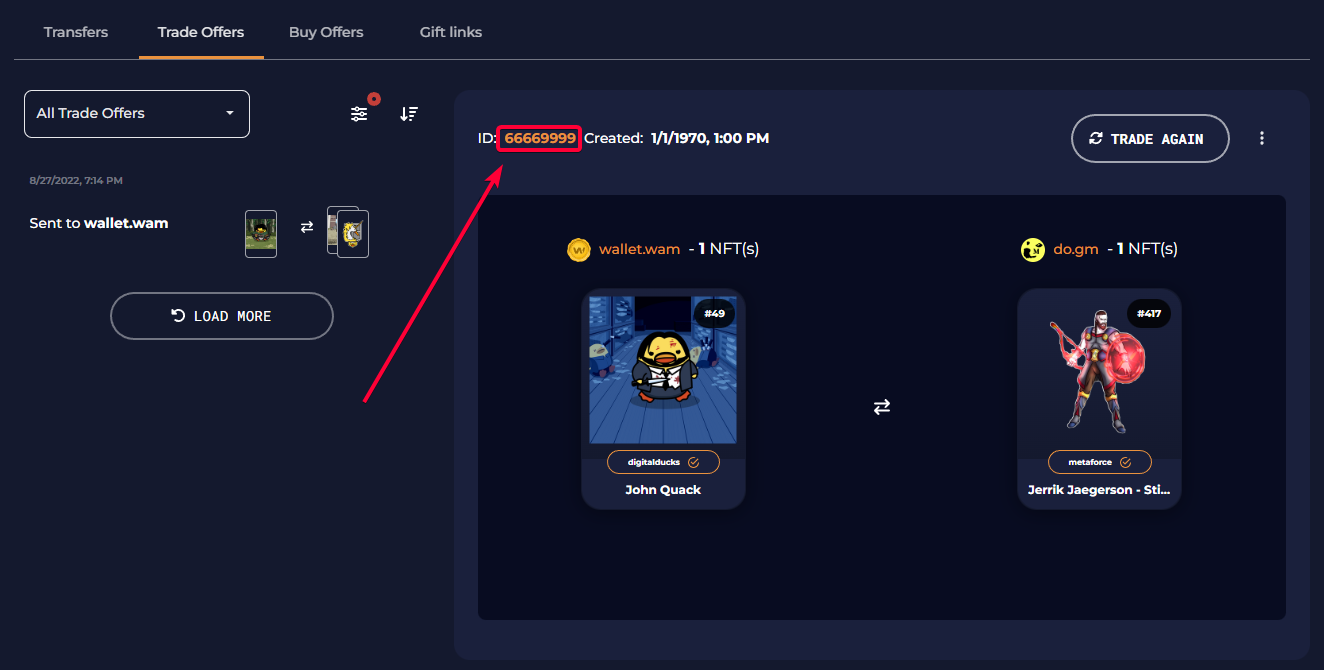 Transfers
Trade Offers
Buy Offers
Gift links
All Trade Offers
8/27/2022, 7:14 PM
Sent to wallet.wam
LOAD MORE
ID: 66669999 Created: 1/1/1970, 1:00 PM
TRADE AGAIN
wallet.wam - 1 NFT(s)
#49
digitalducks
John Quack
do.gm - 1 NFT(s)
#417
metaforce
Jerrik Jaegerson - Sti...